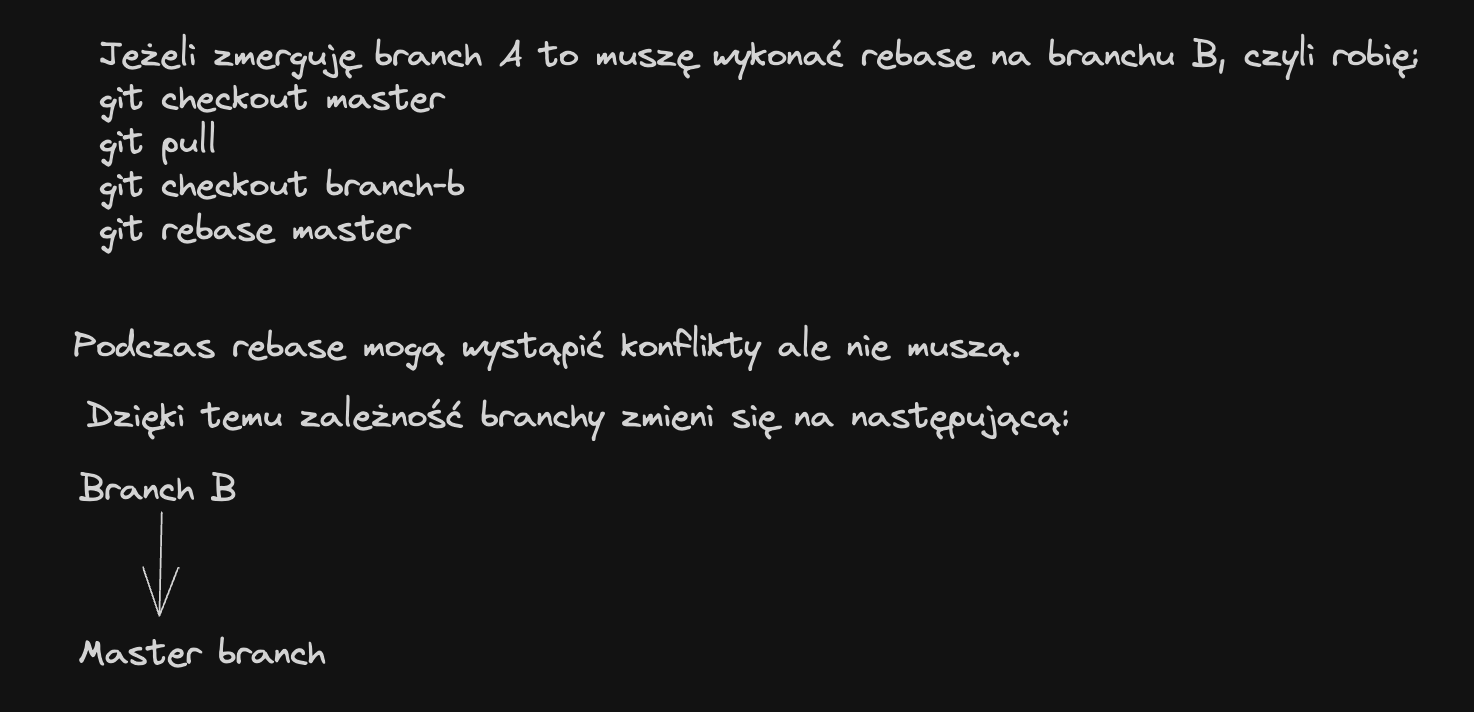 Jeżeli zmerguję branch A to muszę wykonać rebase na branchu B, czyli robię:
git checkout master
git pull
git checkout branch-b
git rebase master
Podczas rebase mogą wystąpić konflikty ale nie muszą.
Dzięki temu zależność branchy zmieni się na następującą:
Branch B
Master branch